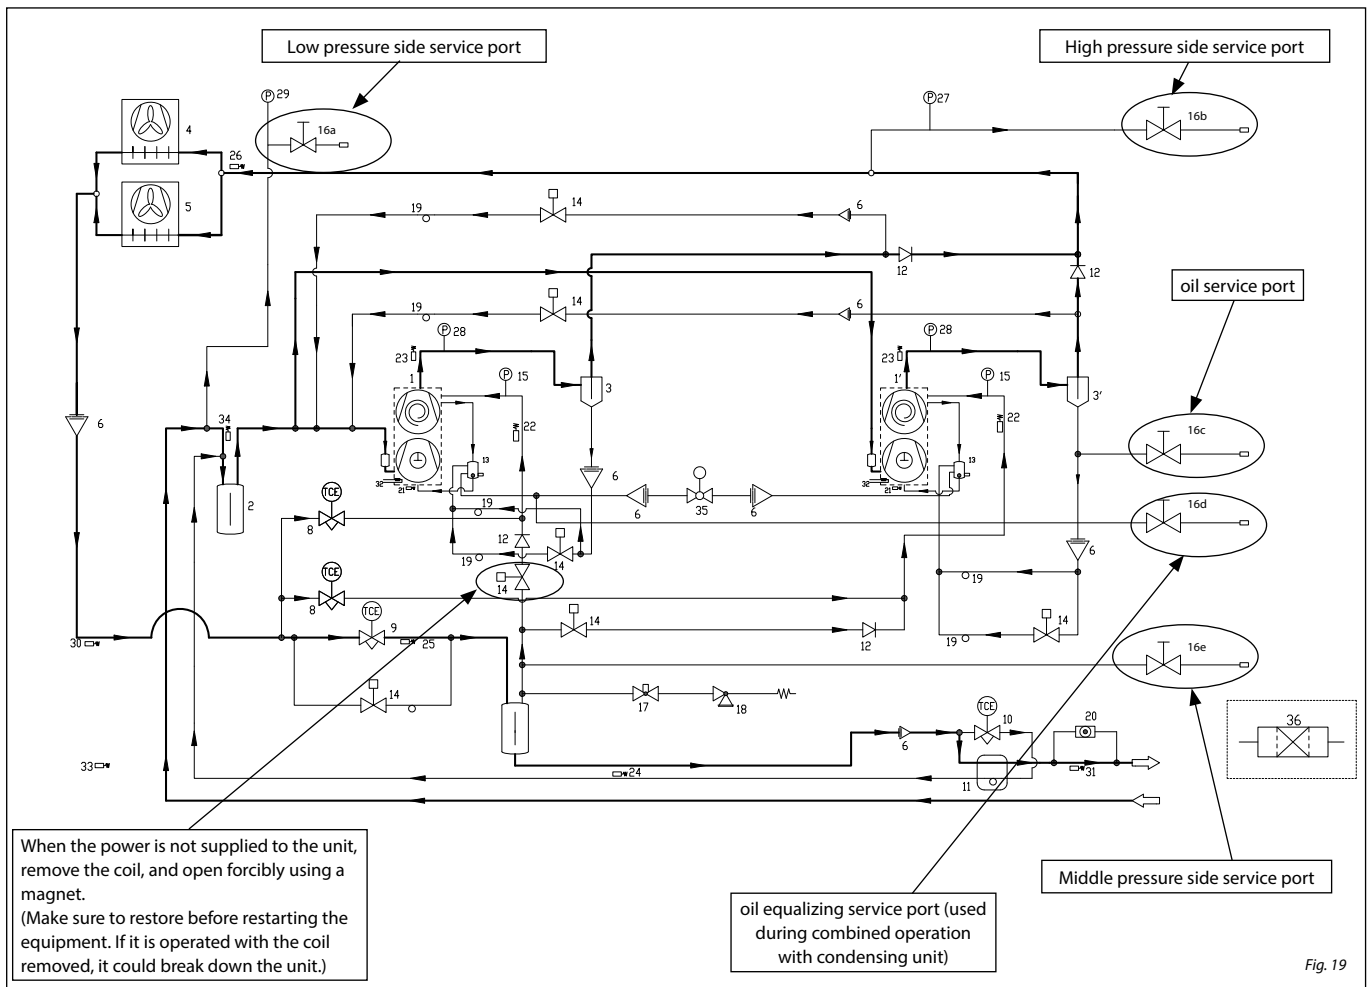 Low pressure side service port
High pressure side service port
P 29
16a
P 27
16b
4
26
5
19
14
6
12
12
oil service port
19
14
6
P 28
P 28
23
1
P 15
3
23
1'
P 15
3'
6
34
22
22
16c
13
13
2
32
21
6
32
21
TCE
8
19
6
35
6
16d
12
19
14
6
14
19
TCE
8
TCE
9
14
14
12
19
30
25
16e
14
17
18
TCE
10
20
36
6
33
24
11
31
When the power is not supplied to the unit,
remove the coil, and open forcibly using a
magnet.
(Make sure to restore before restarting the
equipment. If it is operated with the coil
removed, it could break down the unit.)
Middle pressure side service port
oil equalizing service port (used
during combined operation
with condensing unit)
Fig. 19